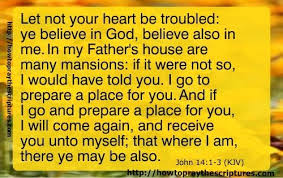 Let not your heart be troubled:
ye believe in God, believe also in
me. In my Father's house are
many mansions: if it were not so,
I would have told you. I go to
prepare a place for you. And if
I go and prepare a place for you,
I will come again, and receive
you unto myself; that where I am,
there ye may be also.
John 14:1-3 (KJV)
http://howtopraythescriptures.com
http://howtopraythescriptures.com